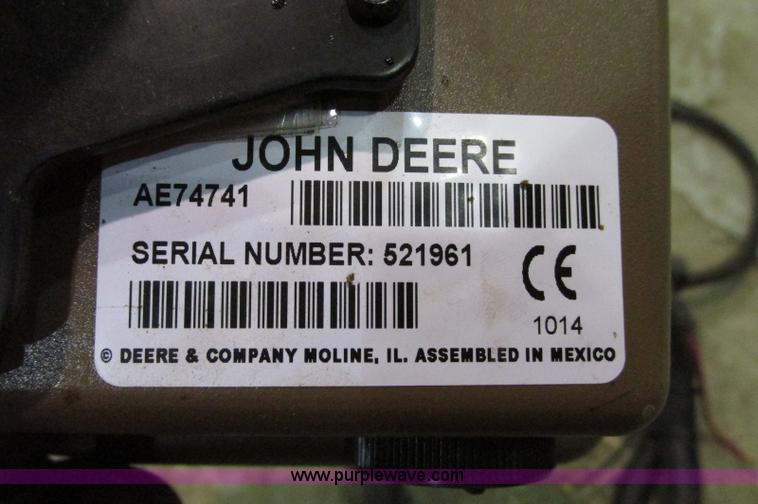 JOHN DEERE
AE74741
SERIAL NUMBER: 521961
CE
1014
© DEERE & COMPANY MOLINE, IL. ASSEMBLED IN MEXICO
www.purplewave.com